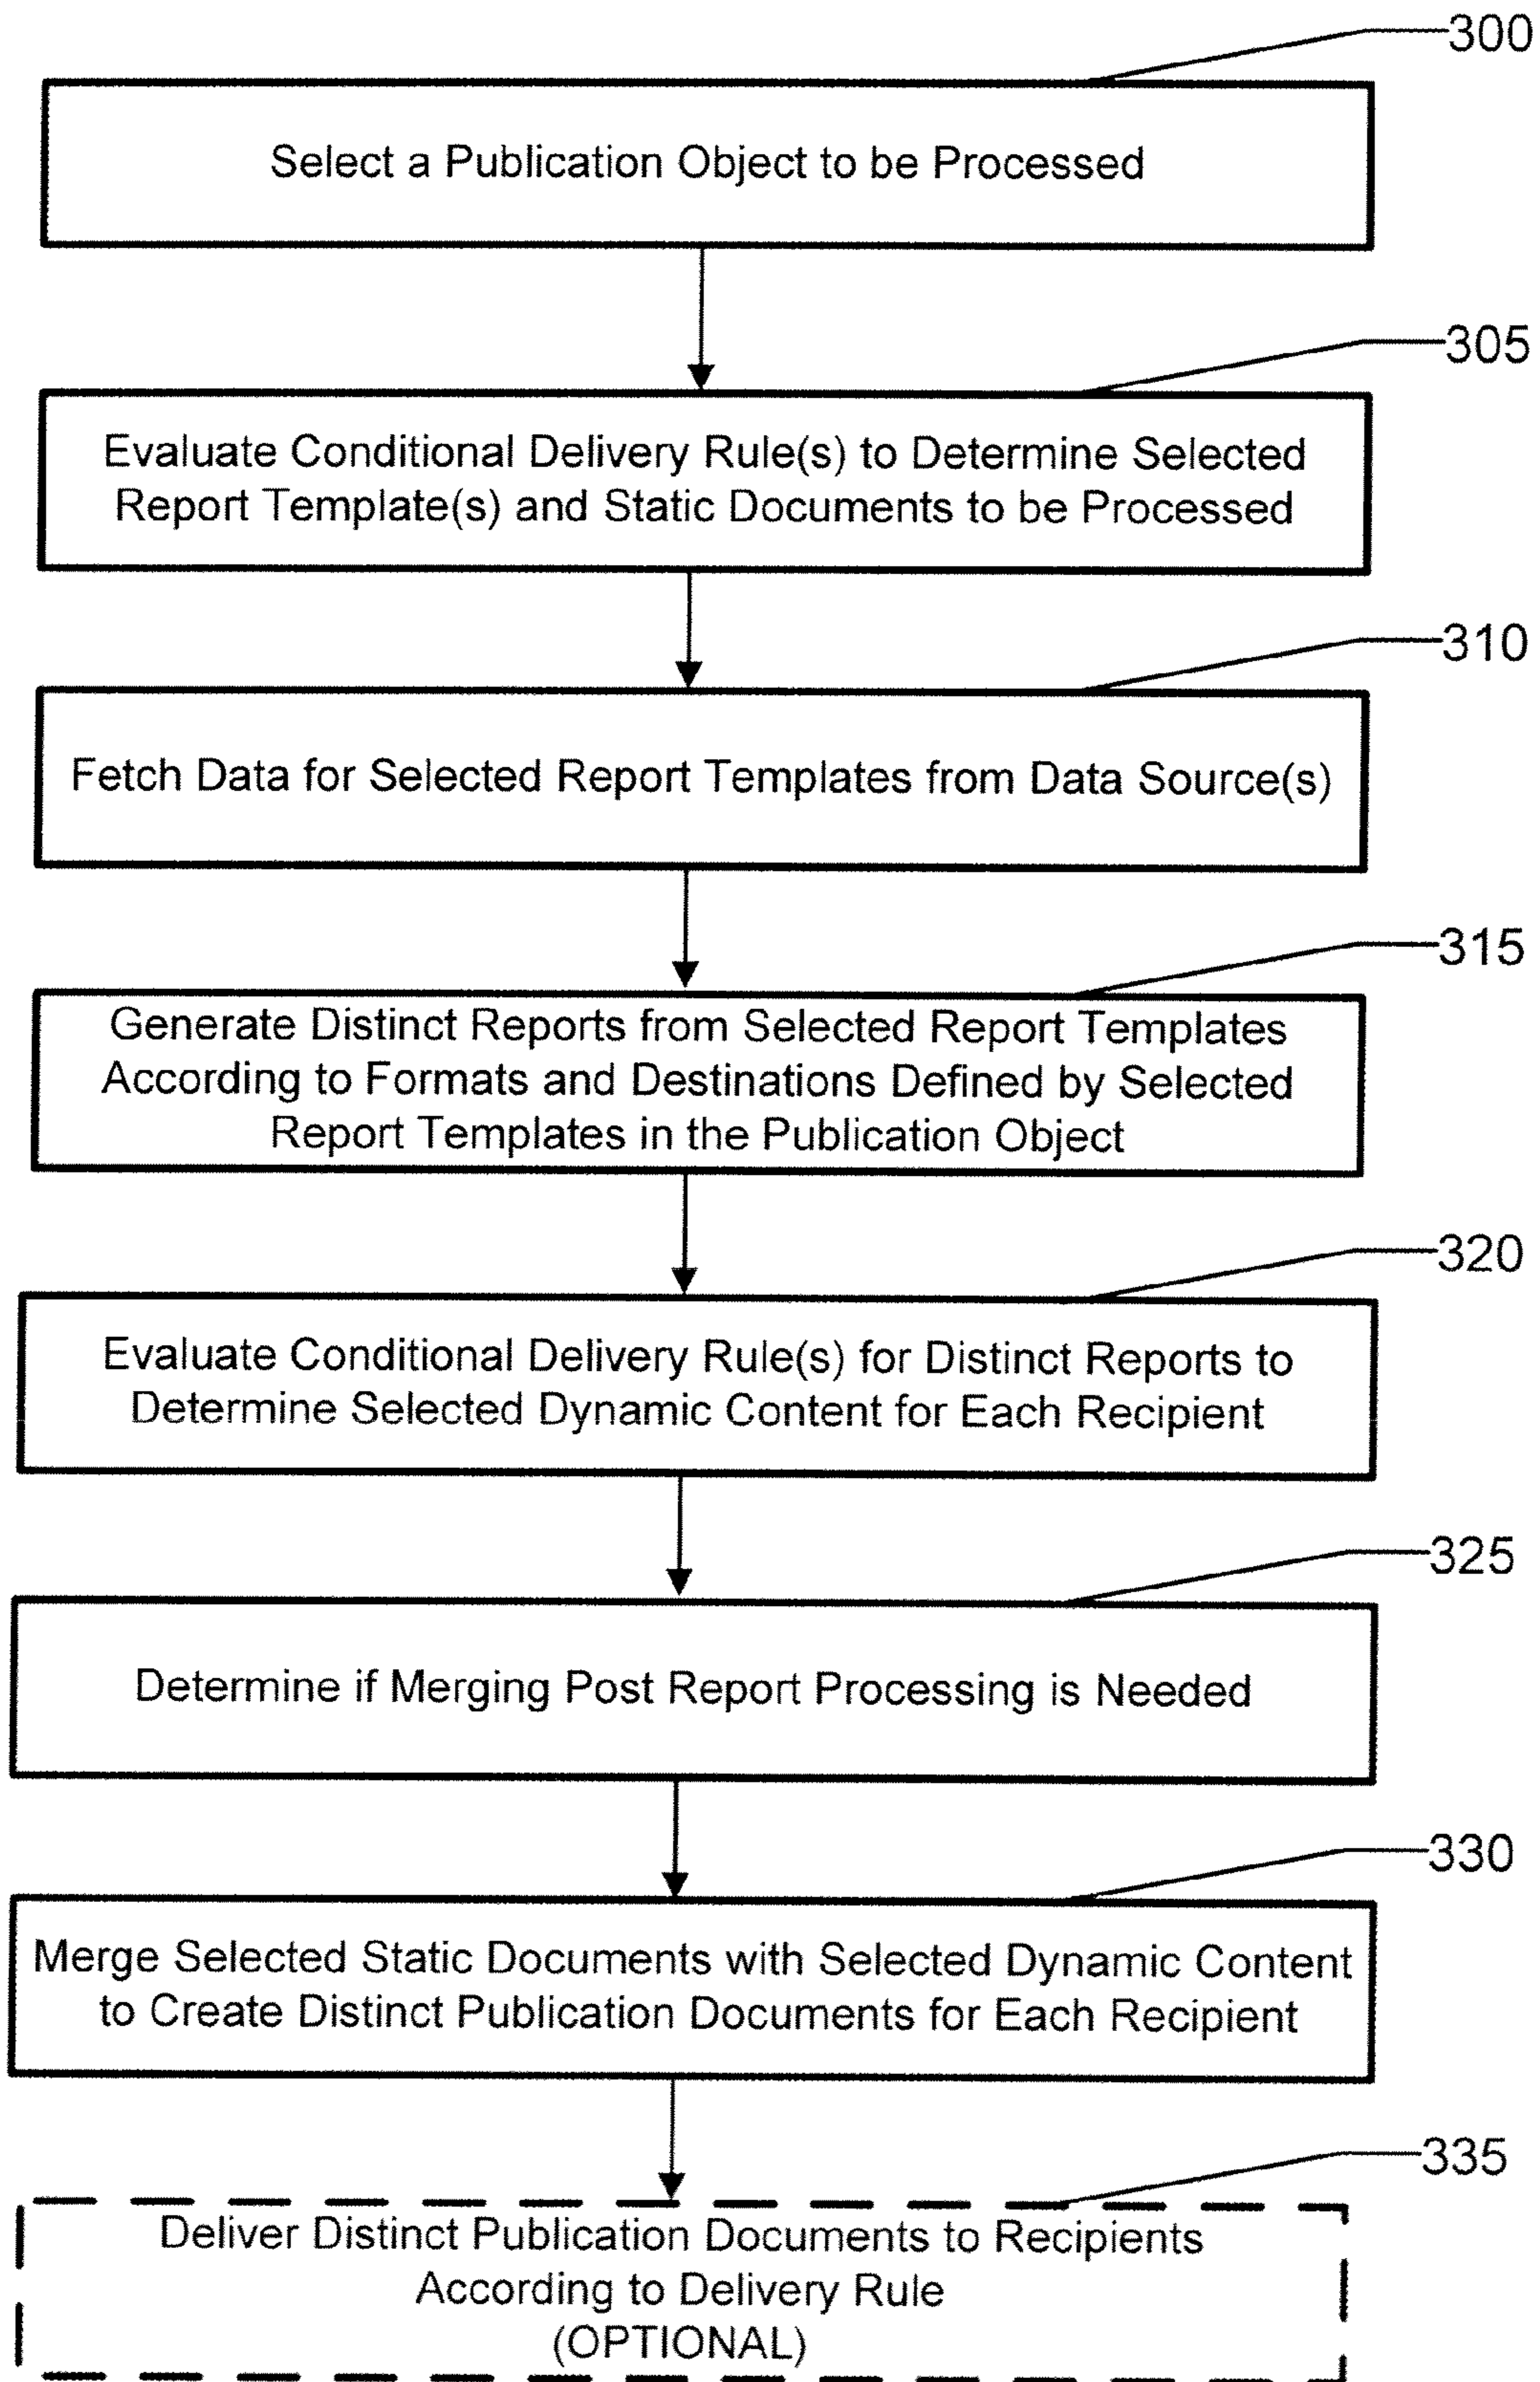 300
Select a Publication Object to be Processed
305
Evaluate Conditional Delivery Rule(s) to Determine Selected
Report Template(s) and Static Documents to be Processed
310
Fetch Data for Selected Report Templates from Data Source(s)
315
Generate Distinct Reports from Selected Report Templates
According to Formats and Destinations Defined by Selected
Report Templates in the Publication Object
320
Evaluate Conditional Delivery Rule(s) for Distinct Reports to
Determine Selected Dynamic Content for Each Recipient
325
Determine if Merging Post Report Processing is Needed
330
Merge Selected Static Documents with Selected Dynamic Content
to Create Distinct Publication Documents for Each Recipient
335
Deliver Distinct Publication Documents to Recipients
According to Delivery Rule
(OPTIONAL)